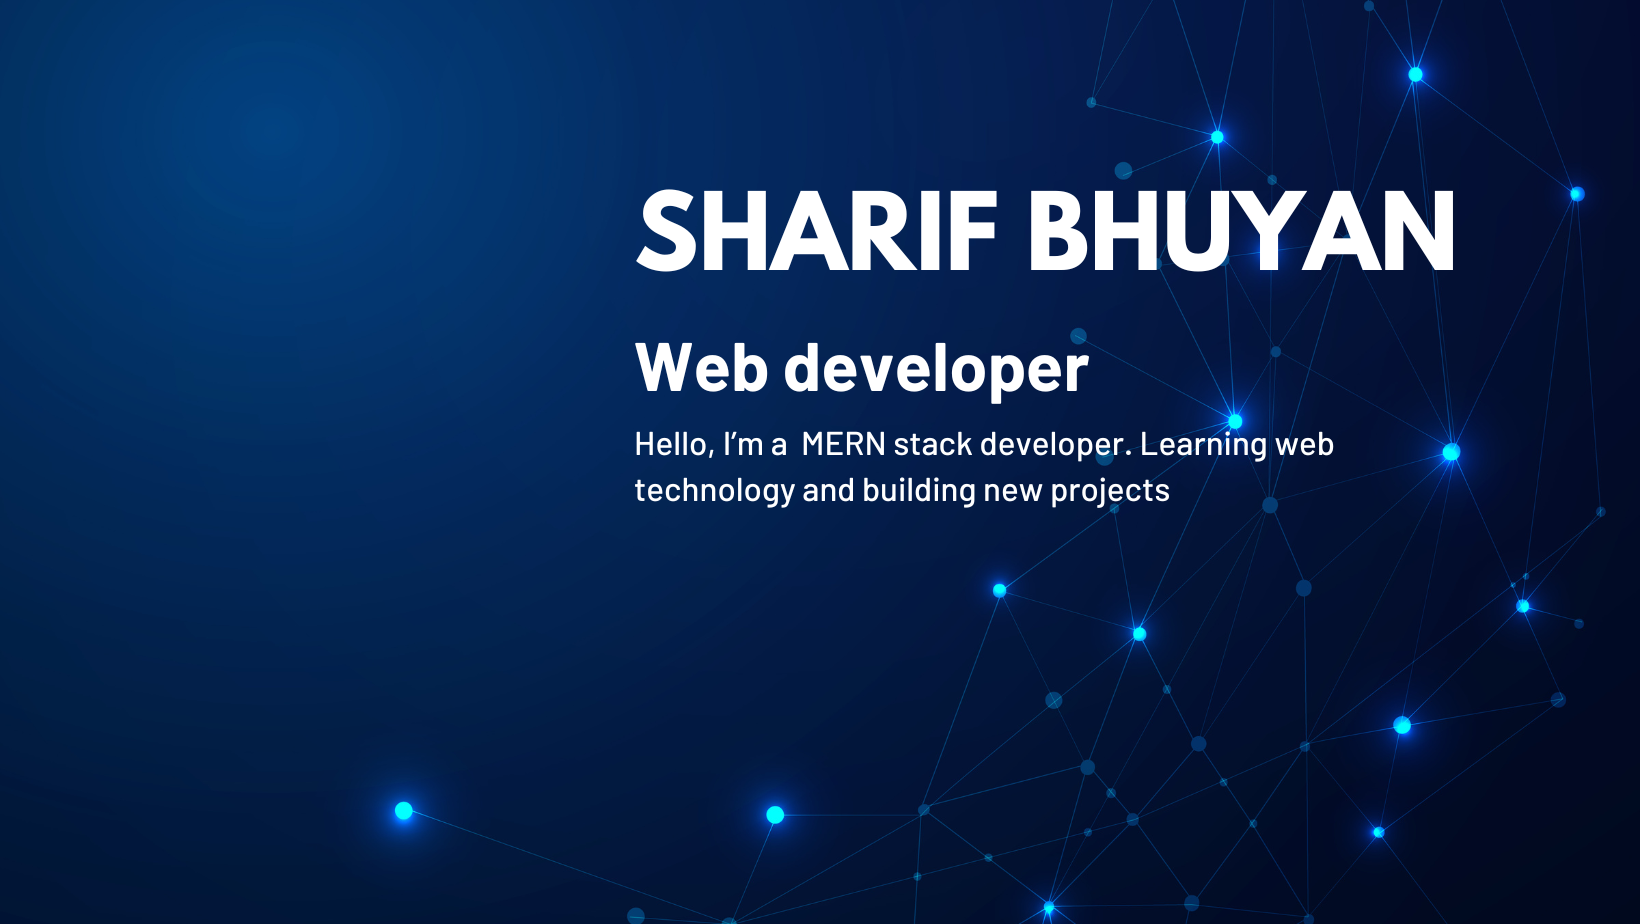 SHARIF BHUYAN
Web developer
Hello, I’m a  MERN stack developer. Learning web
technology and building new projects